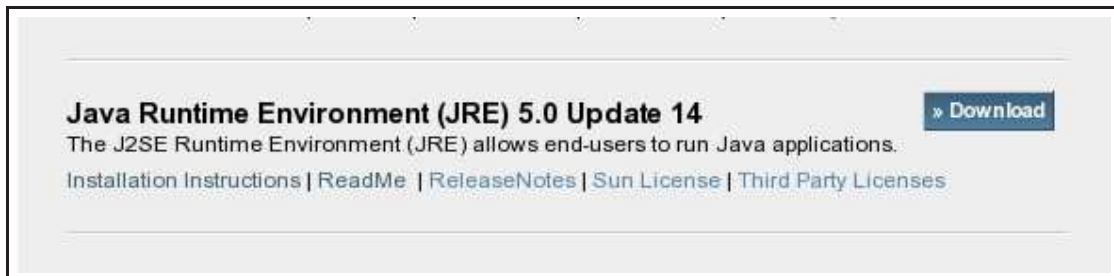 Java Runtime Environment (JRE) 5.0 Update 14
» Download
The J2SE Runtime Environment (JRE) allows end-users to run Java applications.
Installation Instructions | ReadMe | ReleaseNotes | Sun License | Third Party Licenses